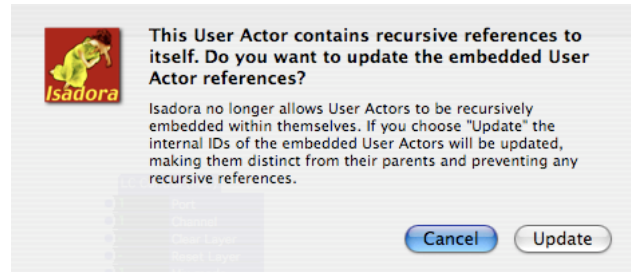 This User Actor contains recursive references to
itself. Do you want to update the embedded User
Actor references?
Isadora
Isadora no longer allows User Actors to be recursively
embedded within themselves. If you choose "Update" the
internal IDs of the embedded User Actors will be updated,
making them distinct from their parents and preventing any
recursive references.
Port
Channel
Clear Layer
Reset Layer
Cancel
Update